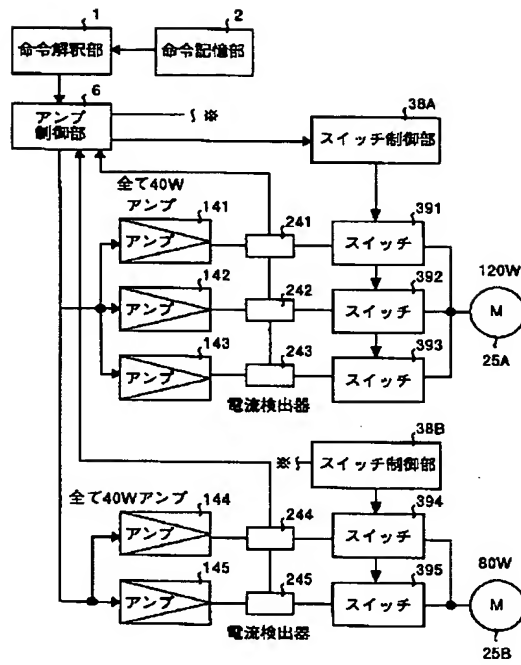 1
2
命令解釈部
命令記憶部
6
アンプ
制御部
※
38A
スイッチ制御部
全て40W
アンプ
141
アンプ
241
391
スイッチ
142
アンプ
242
392
スイッチ
120W
M
25A
143
アンプ
243
393
スイッチ
電流検出器
38B
※
スイッチ制御部
全て40Wアンプ
144
アンプ
244
394
スイッチ
145
アンプ
245
395
スイッチ
80W
M
25B
電流検出器